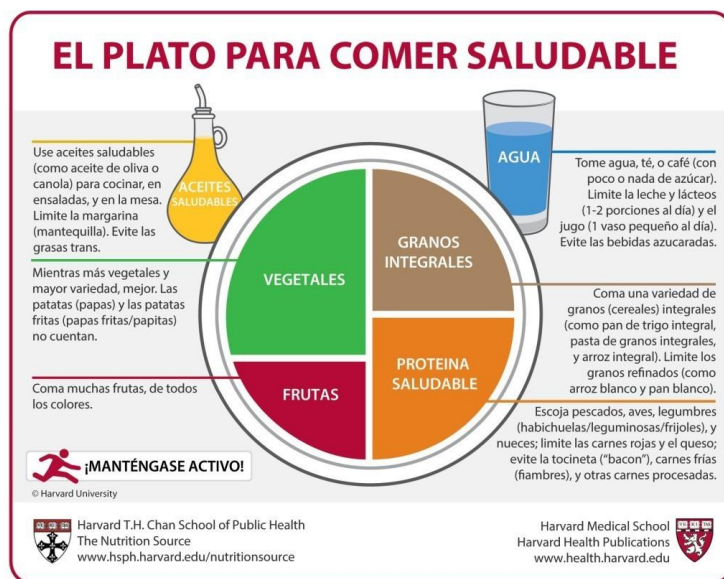 EL PLATO PARA COMER SALUDABLE
Use aceites saludables
(como aceite de oliva o
canola) para cocinar, en
ensaladas, y en la mesa.
Limite la margarina
(mantequilla). Evite las
grasas trans.
ACEITES
SALUDABLES
AGUA
Tome agua, té, o café (con
poco o nada de azúcar).
Limite la leche y lácteos
(1-2 porciones al día) y el
jugo (1 vaso pequeño al día).
Evite las bebidas azucaradas.
Mientras más vegetales y
mayor variedad, mejor. Las
patatas (papas) y las patatas
fritas (papas fritas/papitas)
no cuentan.
VEGETALES
GRANOS
INTEGRALES
Coma una variedad de
granos (cereales) integrales
(como pan de trigo integral,
pasta de granos integrales,
y arroz integral). Limite los
granos refinados (como
arroz blanco y pan blanco).
Coma muchas frutas, de todos
los colores.
FRUTAS
PROTEINA
SALUDABLE
Escoja pescados, aves, legumbres
(habichuelas/leguminosas/frijoles), y
nueces; limite las carnes rojas y el queso;
evite la tocineta ("bacon"), carnes frías
(fiambres), y otras carnes procesadas.
¡MANTÉNGASE ACTIVO!
© Harvard University
Harvard T.H. Chan School of Public Health
The Nutrition Source
www.hsph.harvard.edu/nutritionsource
Harvard Medical School
Harvard Health Publications
www.health.harvard.edu